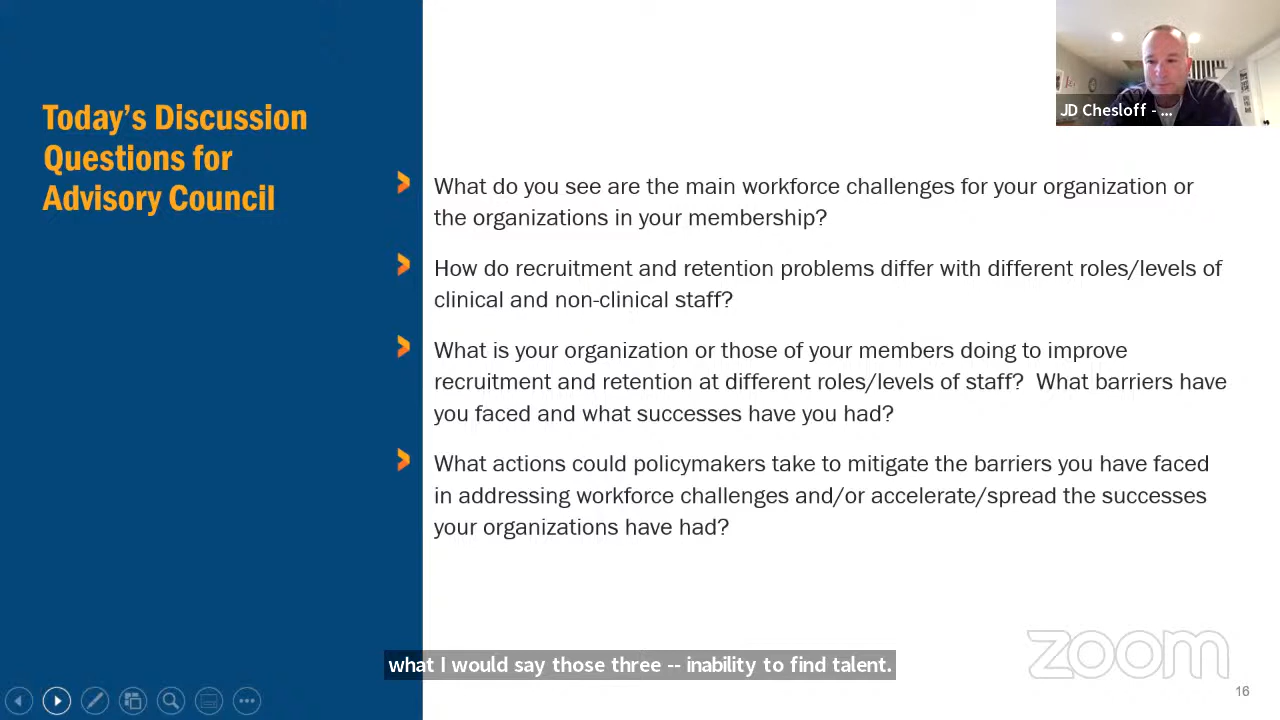 Today's Discussion
Questions for
Advisory Council
JD Chesloff - ...
What do you see are the main workforce challenges for your organization or
the organizations in your membership?
How do recruitment and retention problems differ with different roles/levels of
clinical and non-clinical staff?
What is your organization or those of your members doing to improve
recruitment and retention at different roles/levels of staff?  What barriers have
you faced and what successes have you had?
What actions could policymakers take to mitigate the barriers you have faced
in addressing workforce challenges and/or accelerate/spread the successes
your organizations have had?
what I would say those three -- inability to find talent.
zoom
16